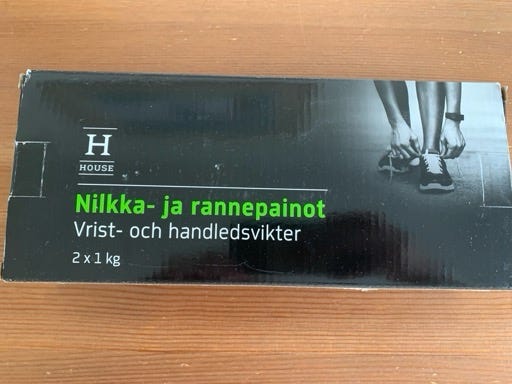 H
HOUSE
Nilkka- ja rannepainot
Vrist- och handledsvikter
2 x 1 kg